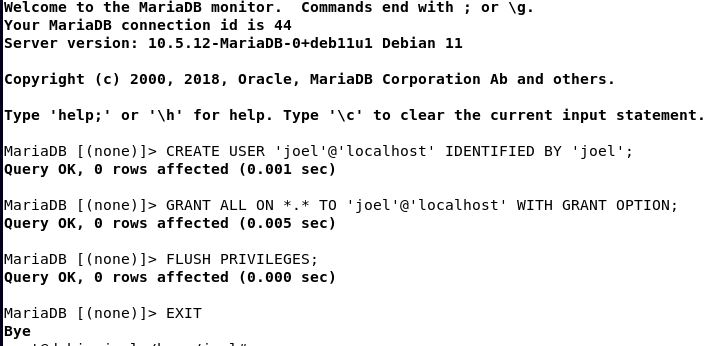 Welcome to the MariaDB monitor.  Commands end with ; or \g.
Your MariaDB connection id is 44
Server version: 10.5.12-MariaDB-0+deb11u1 Debian 11
Copyright (c) 2000, 2018, Oracle, MariaDB Corporation Ab and others.
Type 'help;' or '\h' for help. Type '\c' to clear the current input statement.
MariaDB [(none)]> CREATE USER 'joel'@'localhost' IDENTIFIED BY 'joel';
Query OK, 0 rows affected (0.001 sec)
MariaDB [(none)]> GRANT ALL ON *.* TO 'joel'@'localhost' WITH GRANT OPTION;
Query OK, 0 rows affected (0.005 sec)
MariaDB [(none)]> FLUSH PRIVILEGES;
Query OK, 0 rows affected (0.000 sec)
MariaDB [(none)]> EXIT
Bye